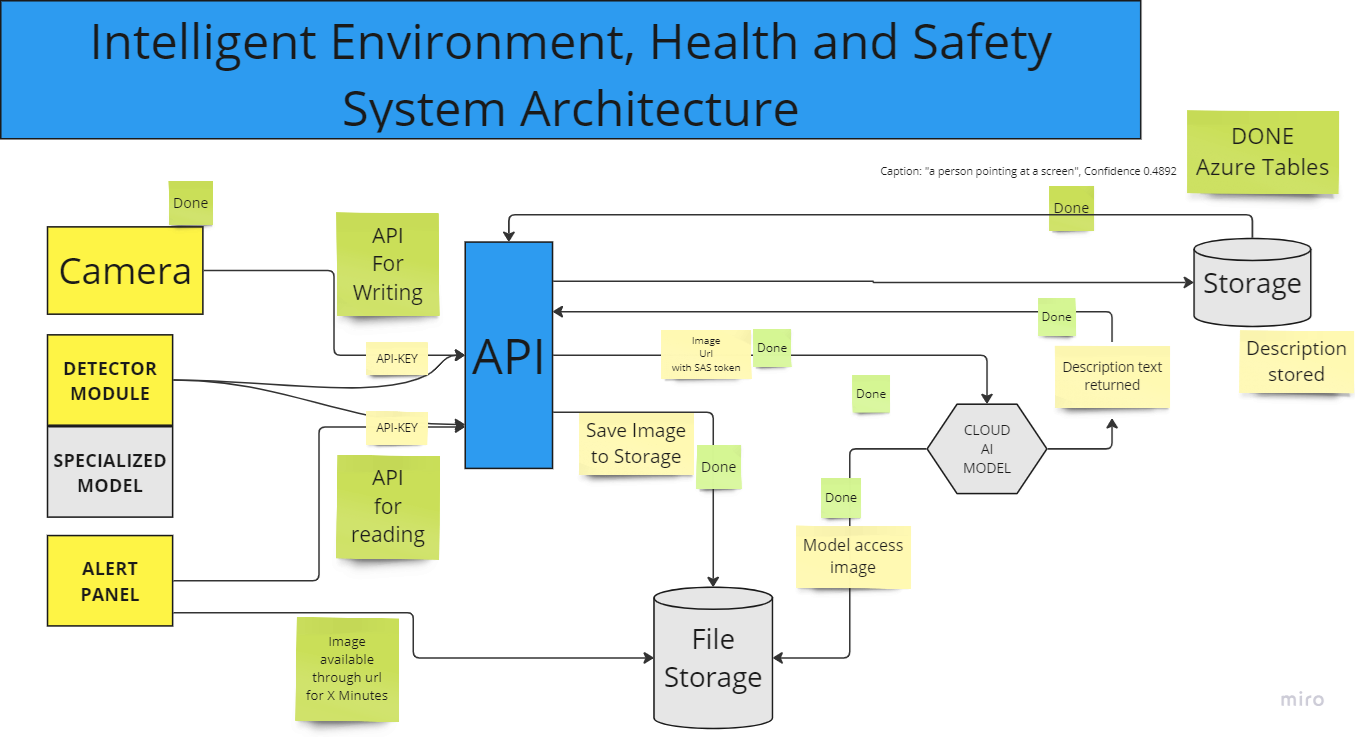 Intelligent Environment, Health and Safety
System Architecture
DONE
Azure Tables
Caption: "a person pointing at a screen", Confidence 0.4892
Done
Done
API
For
Writing
Camera
Storage
Done
Image
Url
with SAS token
Done
API-KEY
API
Description
stored
Description text
returned
DETECTOR
MODULE
Done
API-KEY
Save Image
to Storage
CLOUD
AI
MODEL
SPECIALIZED
MODEL
Done
API
for
reading
Done
Model access
image
ALERT
PANEL
File
Storage
Image
available
through url
for X Minutes
miro